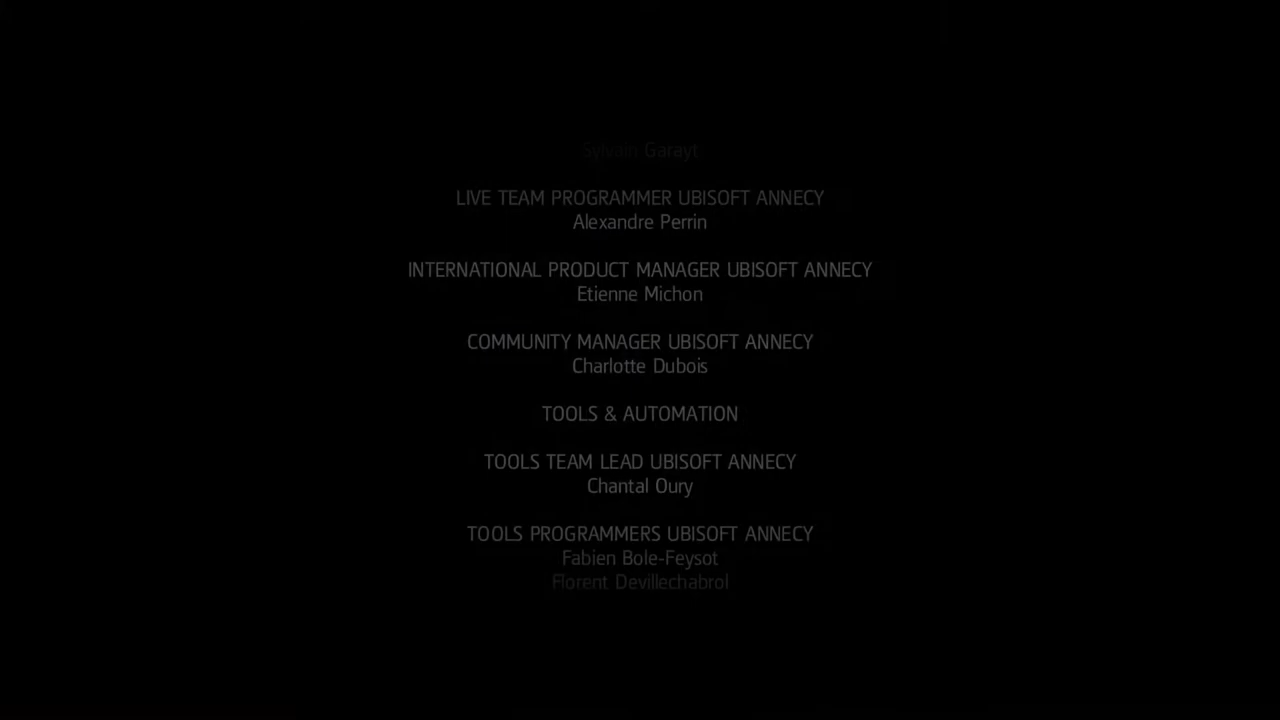 Sylvain Garayt
LIVE TEAM PROGRAMMER UBISOFT ANNECY
Alexandre Perrin
INTERNATIONAL PRODUCT MANAGER UBISOFT ANNECY
Etienne Michon
COMMUNITY MANAGER UBISOFT ANNECY
Charlotte Dubois
TOOLS & AUTOMATION
TOOLS TEAM LEAD UBISOFT ANNECY
Chantal Oury
TOOLS PROGRAMMERS UBISOFT ANNECY
Fabien Bole-Feysot
Florent Devillechabrol